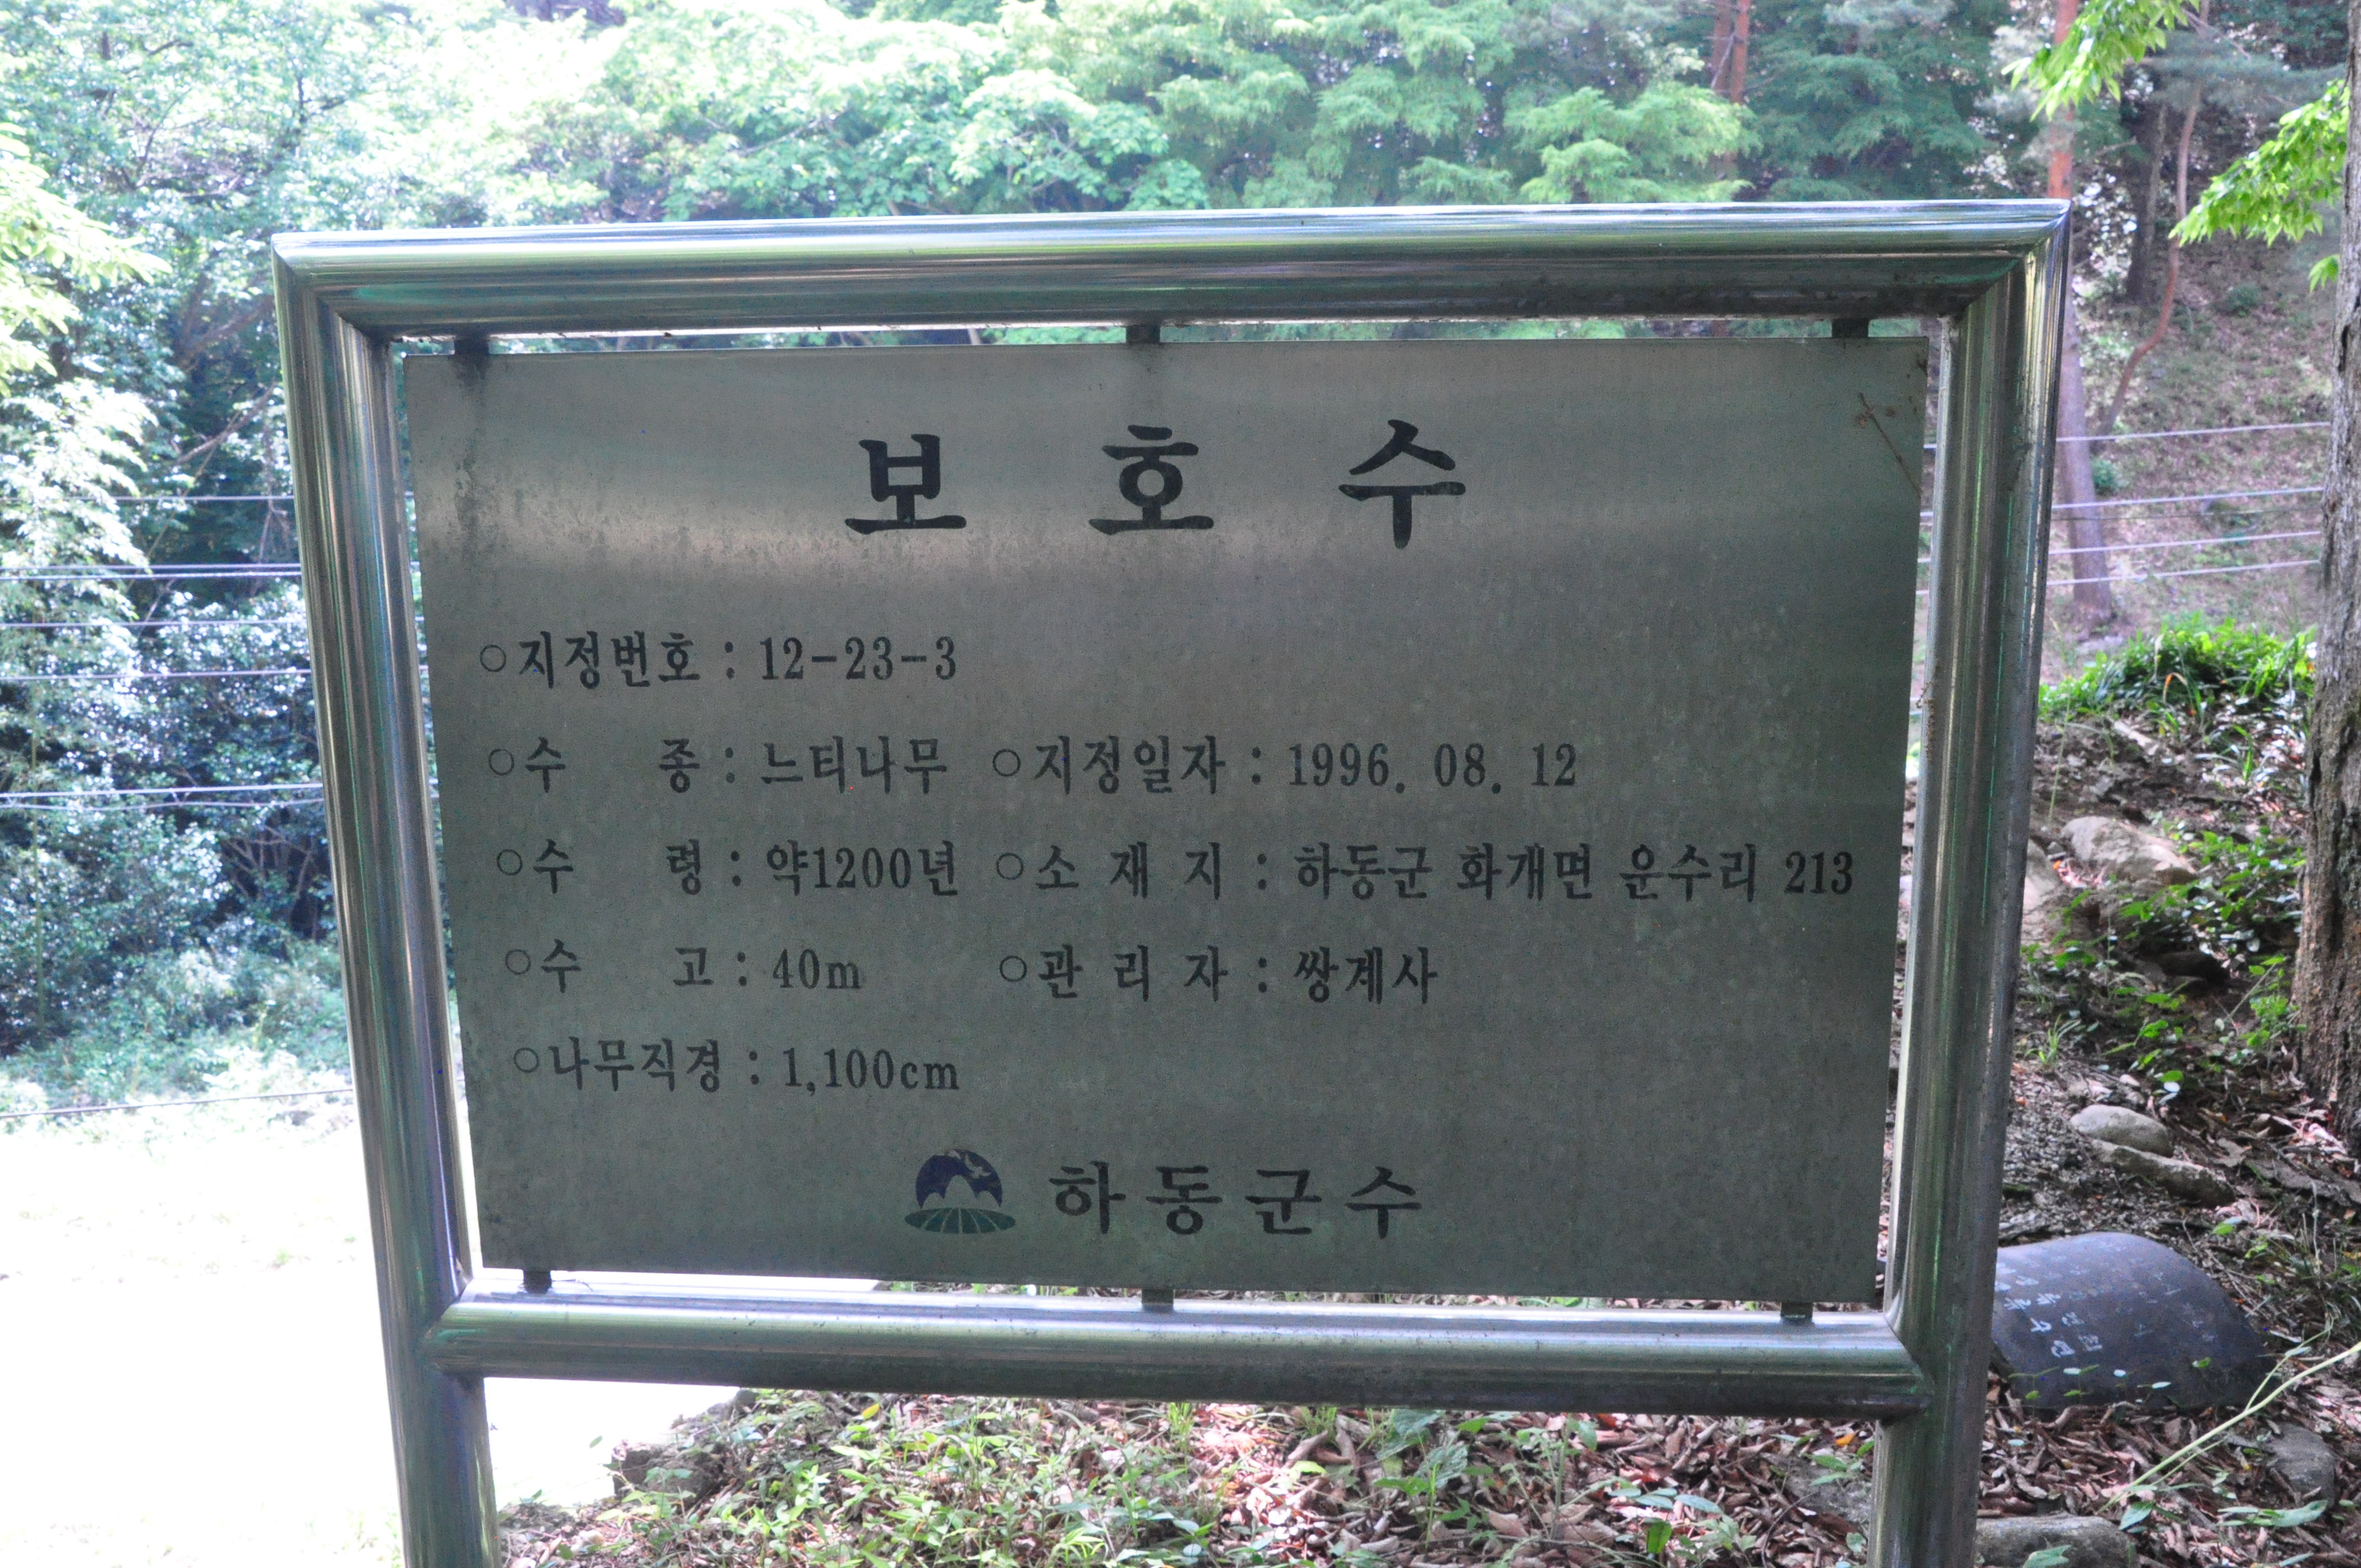 보 호 수
○지정번호 : 12-23-3
○수 종 : 느티나무 ○지정일자 : 1996. 08. 12
○수 령 : 약1200년 ○소 재 지 : 하동군 화개면 운수리 213
○수 고 : 40m ○관 리 자 : 쌍계사
○나무직경 : 1,100cm
하동군수